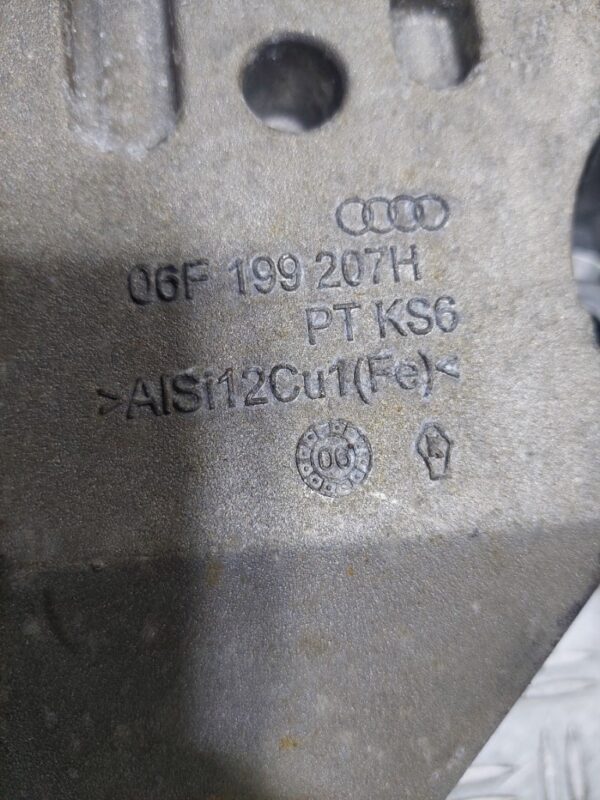 06F 199 207H
PT KS6
>AlSi12Cu1(Fe)<
06